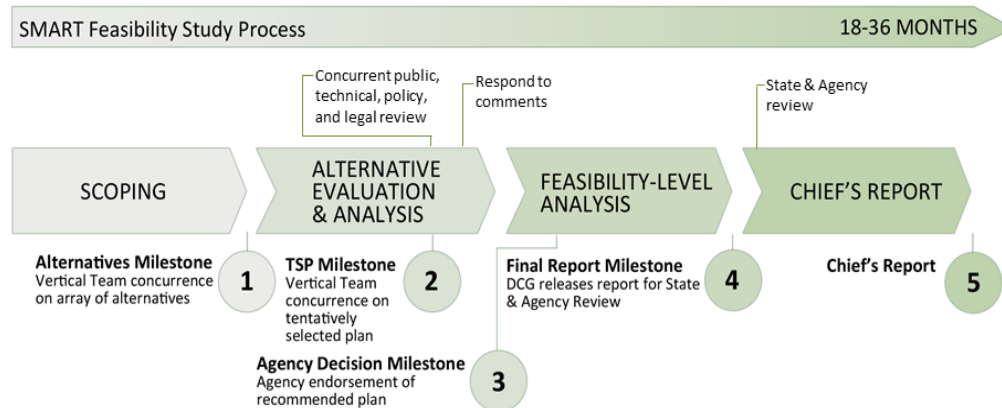 SMART Feasibility Study Process
18-36 MONTHS
Concurrent public,
technical, policy,
and legal review
Respond to
comments
State & Agency
review
SCOPING
ALTERNATIVE
EVALUATION
& ANALYSIS
FEASIBILITY-LEVEL
ANALYSIS
CHIEF'S REPORT
Alternatives Milestone
Vertical Team concurrence
on array of alternatives
1
TSP Milestone
Vertical Team
concurrence on
tentatively
selected plan
2
Agency Decision Milestone
Agency endorsement of
recommended plan
3
Final Report Milestone
DCG releases report for State
& Agency Review
4
Chief's Report
5